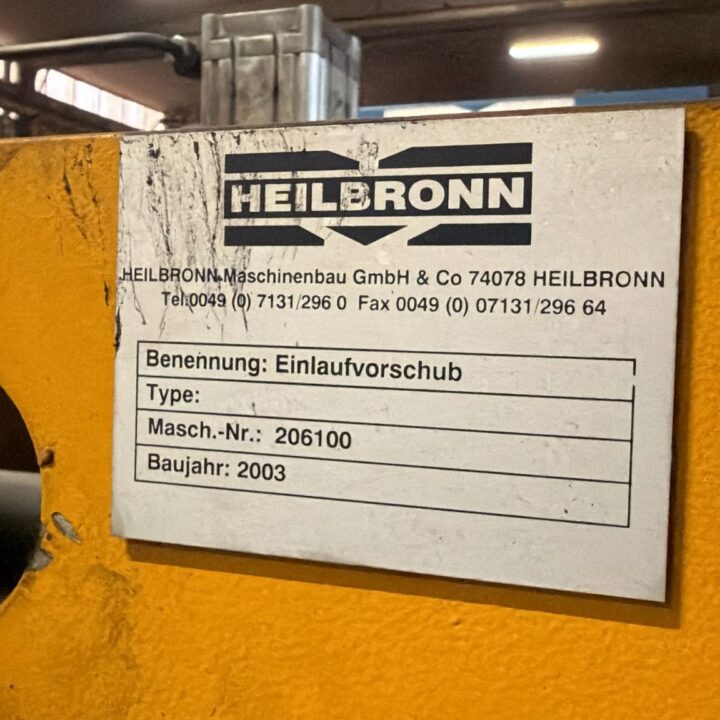 HEILBRONN
HEILBRONN Maschinenbau GmbH & Co 74078 HEILBRONN
Tel.0049 (0) 7131/296 0 Fax 0049 (0) 07131/296 64
Benennung: Einlaufvorschub
Type:
Masch.-Nr.: 206100
Baujahr: 2003